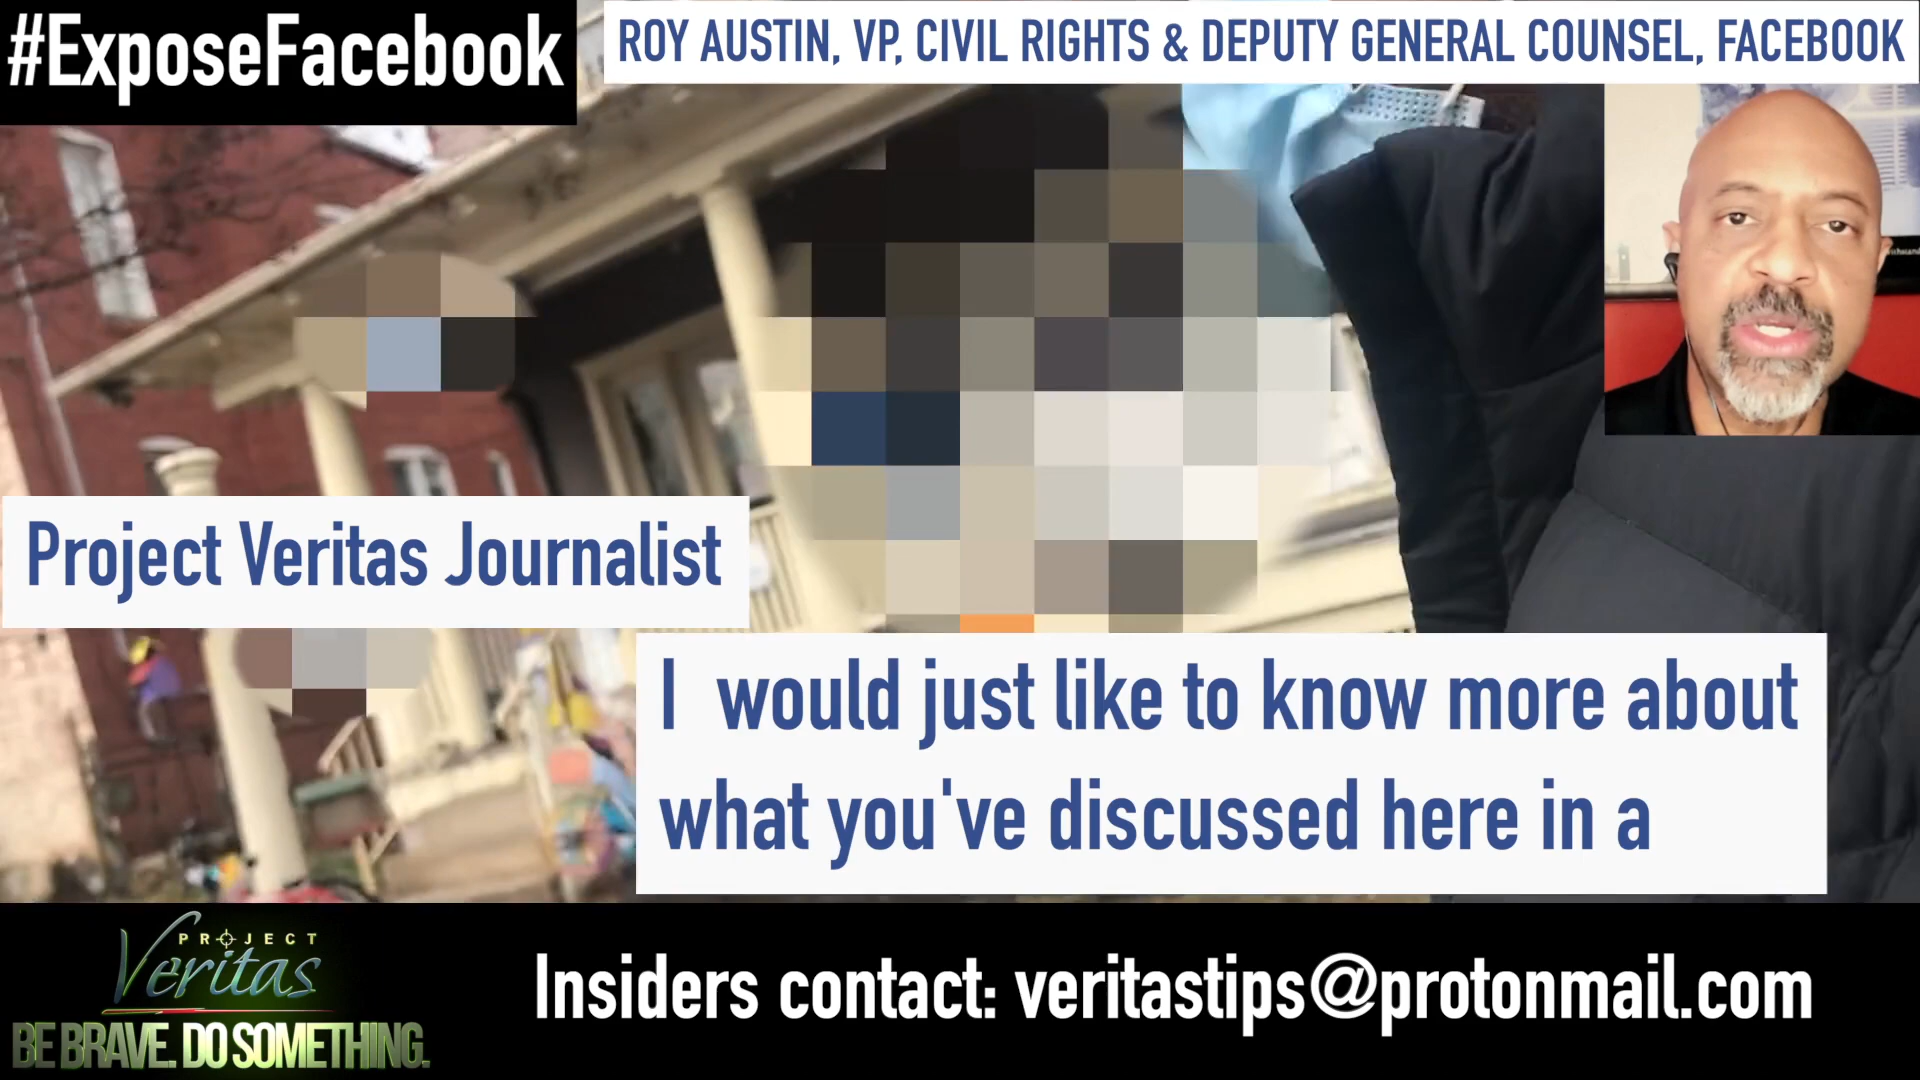 #ExposeFacebook
ROY AUSTIN, VP, CIVIL RIGHTS & DEPUTY GENERAL COUNSEL, FACEBOOK
Project Veritas Journalist
I would just like to know more about
what you've discussed here in a
PROJECT
Veritas
BE BRAVE. DO SOMETHING.
Insiders contact: veritastips@protonmail.com